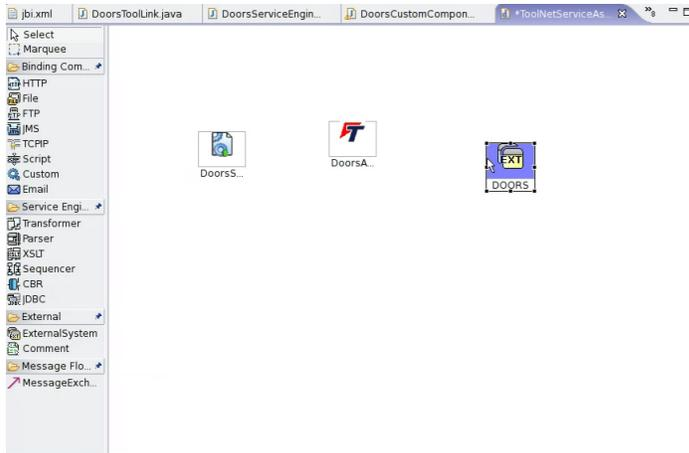 jbi.xml DoorsToolLink.java DoorsServiceEngin... DoorsCustomCompon... *ToolNetServiceAs... »8
Select
Marquee
Binding Com...
HTTP
File
FTP
JMS
TCPIP
Script
Custom
Email
Service Engi...
Transformer
Parser
XSLT
Sequencer
CBR
JDBC
External
ExternalSystem
Comment
Message Flo...
MessageExch...
DoorsS...
DoorsA...
EXT
DOORS